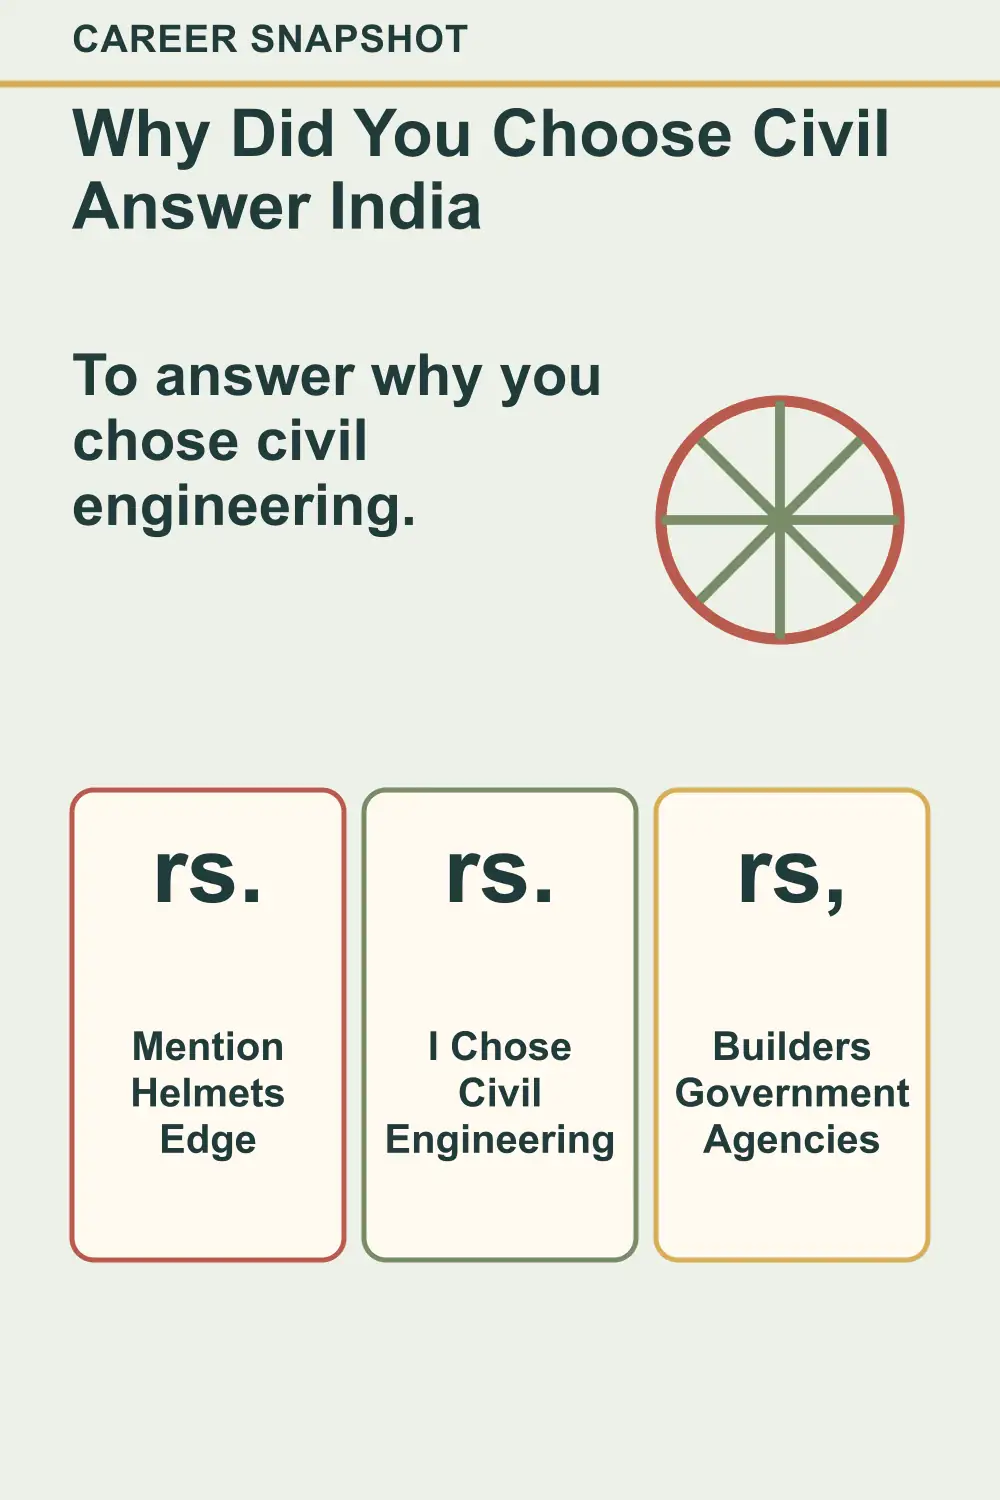 CAREER SNAPSHOT
Why Did You Choose Civil
Answer India
To answer why you
chose civil
engineering.
rs.
Mention
Helmets
Edge
rs.
I Chose
Civil
Engineering
rs,
Builders
Government
Agencies